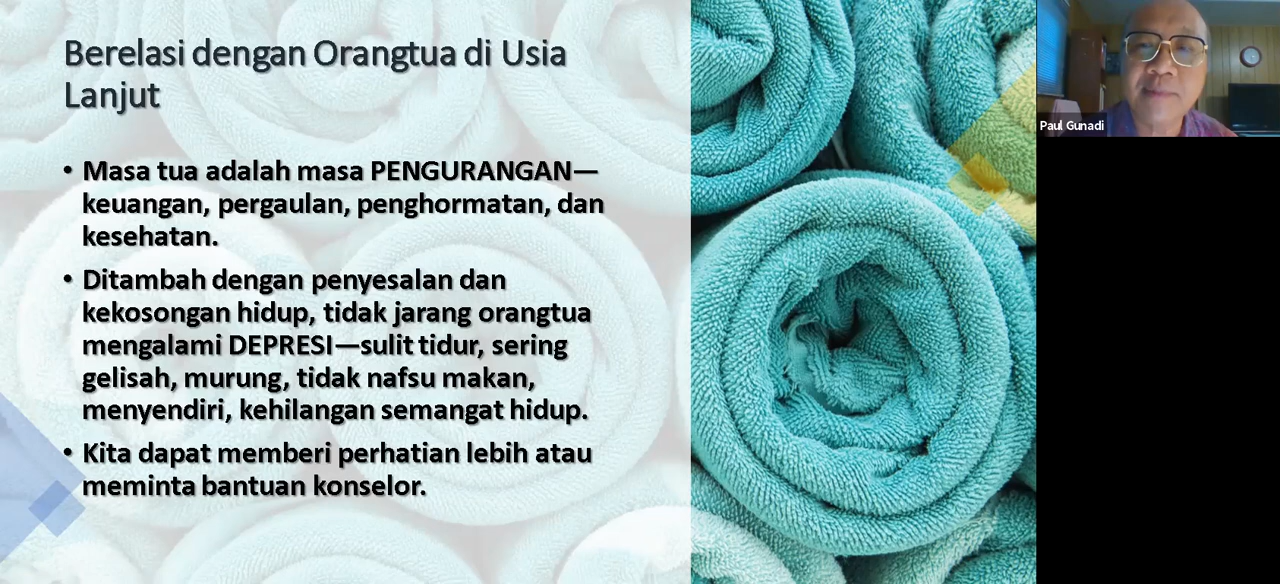 Berelasi dengan Orangtua di Usia
Lanjut
• Masa tua adalah masa PENGURANGAN—
keuangan, pergaulan, penghormatan, dan
kesehatan.
• Ditambah dengan penyesalan dan
kekosongan hidup, tidak jarang orangtua
mengalami DEPRESI—sulit tidur, sering
gelisah, murung, tidak nafsu makan,
menyendiri, kehilangan semangat hidup.
• Kita dapat memberi perhatian lebih atau
meminta bantuan konselor.
Paul Gunadi